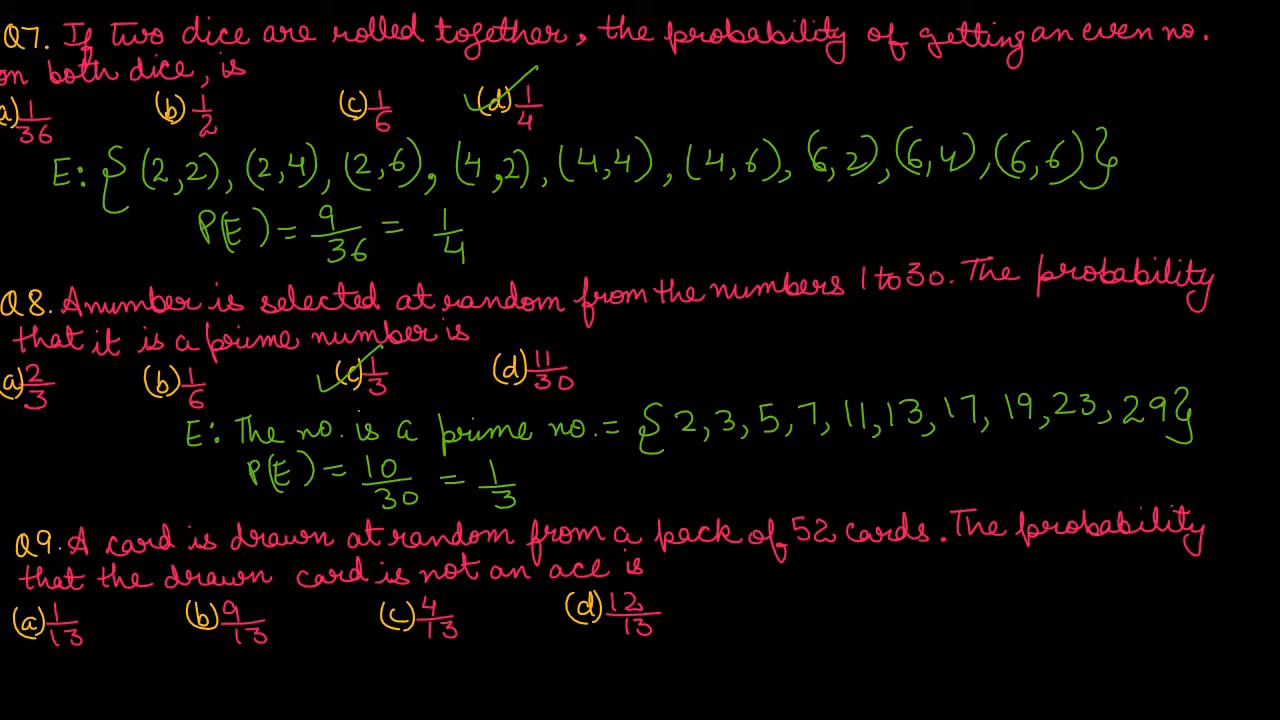 Q7. If two dice are rolled together, the probability of getting an even no.
on both dice, is
a) 1/36 (b) 1/2 (c) 1/6 (d) 1/4
E: {(2,2), (2,4), (2,6), (4,2), (4,4), (4,6), (6,2), (6,4), (6,6)}
P(E) = 9/36 = 1/4
Q8. A number is selected at random from the numbers 1 to 30. The probability
that it is a prime number is
(a) 2/3 (b) 1/6 (c) 1/3 (d) 11/30
E: The no. is a prime no. = {2, 3, 5, 7, 11, 13, 17, 19, 23, 29}
P(E) = 10/30 = 1/3
Q9. A card is drawn at random from a pack of 52 cards. The probability
that the drawn card is not an ace is
(a) 1/13 (b) 9/13 (c) 4/13 (d) 12/13